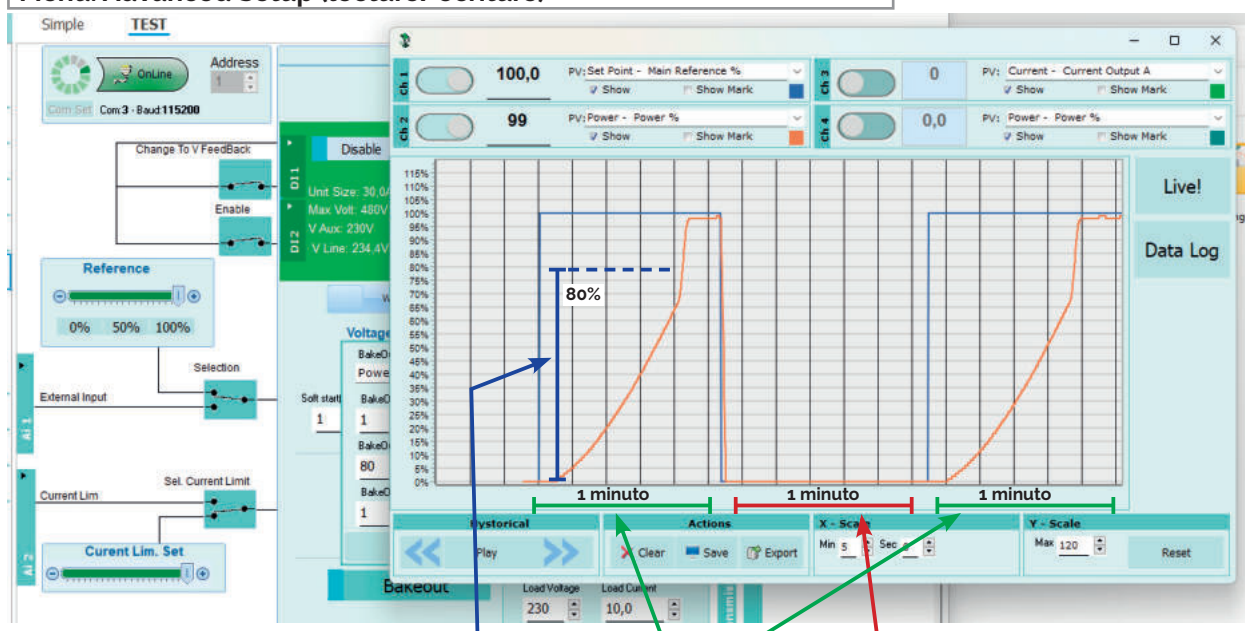 Simple TEST
OnLine
Address
1
Com Set Com:3 - Baud:115200
Change To V FeedBack
Enable
Reference
0% 50% 100%
Selection
External Input
Ai 1
Sel. Current Limit
Current Lim
Ai 2
Curent Lim. Set
DI1
DI2
Disable
Unit Size: 30,0
Max Volt: 480V
V Aux: 230V
V Line: 234,4V
Voltage
Soft start
1
1
80
1
Bakeout
Load Voltage Load Current
230 10,0
Ch 1 100,0 PV: Set Point - Main Reference %
Show Show Mark
Ch 2 99 PV: Power - Power %
Show Show Mark
Ch 3 0 PV: Current - Current Output A
Show Show Mark
Ch 4 0,0 PV: Power - Power %
Show Show Mark
115%
110%
105%
100%
95%
90%
85%
80%
75%
70%
65%
60%
55%
50%
45%
40%
35%
30%
25%
20%
15%
10%
5%
0%
80%
1 minuto 1 minuto 1 minuto
Live!
Data Log
Hystorical Actions X - Scale Y - Scale
Play Clear Save Export Min 5 Sec Max 120 Reset